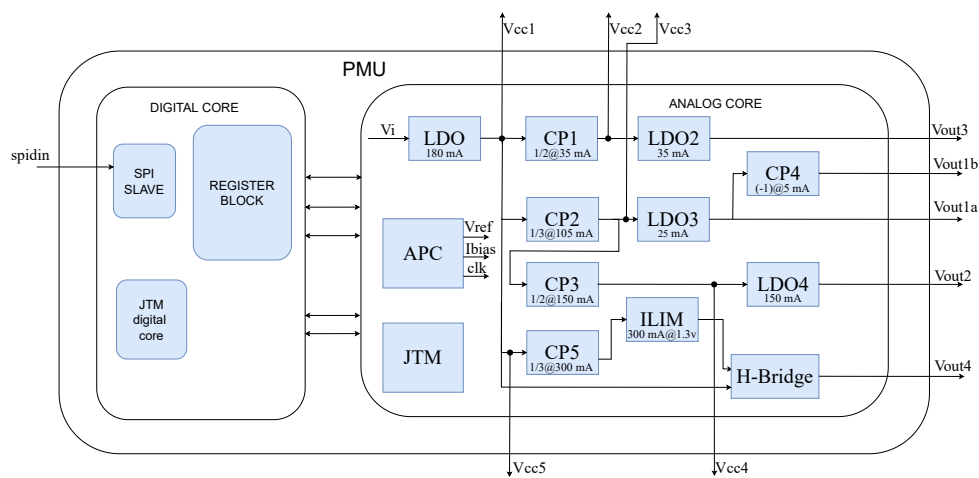 Vcc1
Vcc2
Vcc3
PMU
DIGITAL CORE
ANALOG CORE
spidin
SPI
SLAVE
REGISTER
BLOCK
JTM
digital
core
Vi
LDO
180 mA
CP1
1/2@35 mA
LDO2
35 mA
Vout3
CP4
(-1)@5 mA
Vout1b
CP2
1/3@105 mA
LDO3
25 mA
Vout1a
APC
Vref
Ibias
clk
CP3
1/2@150 mA
LDO4
150 mA
Vout2
ILIM
300 mA@1.3v
JTM
CP5
1/3@300 mA
H-Bridge
Vout4
Vcc5
Vcc4